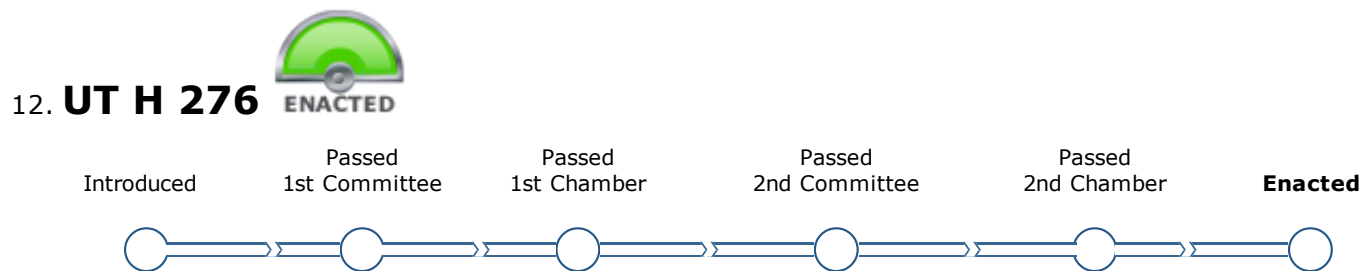 12. UT H 276 ENACTED
Introduced
Passed
1st Committee
Passed
1st Chamber
Passed
2nd Committee
Passed
2nd Chamber
Enacted